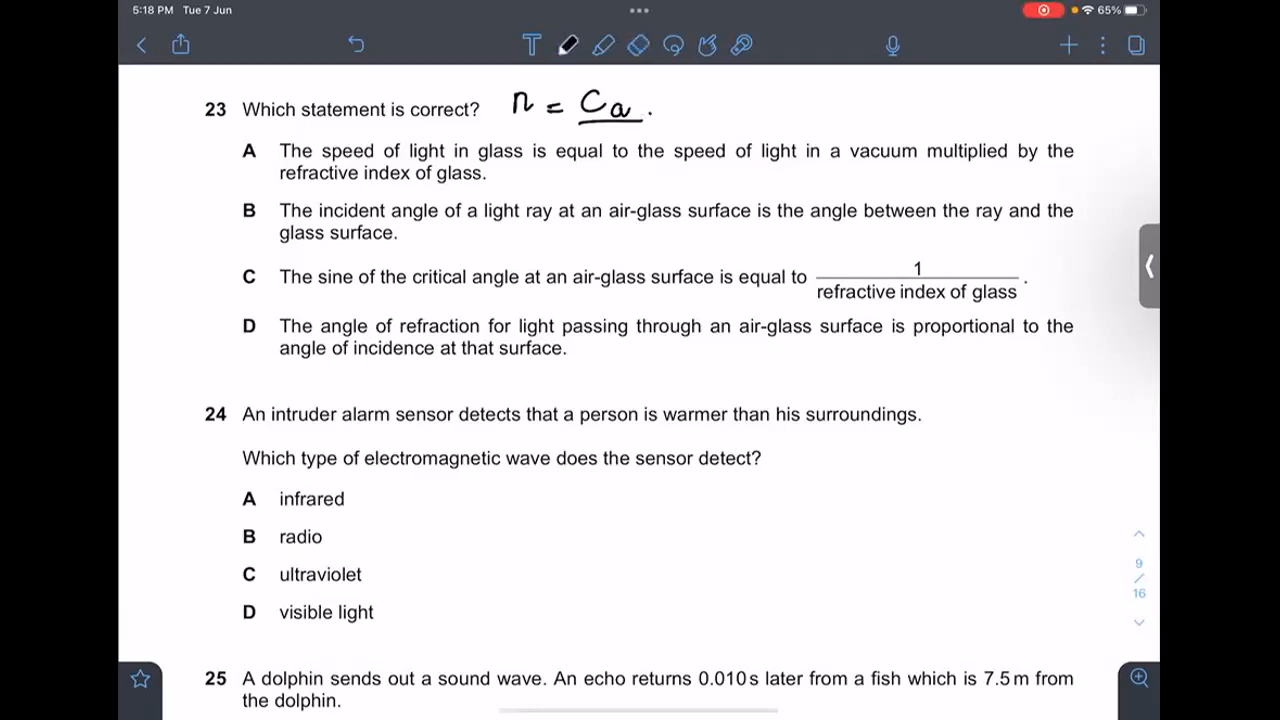 5:18 PM Tue 7 Jun
65%
T
23 Which statement is correct? n = Ca .
A The speed of light in glass is equal to the speed of light in a vacuum multiplied by the
refractive index of glass.
B The incident angle of a light ray at an air-glass surface is the angle between the ray and the
glass surface.
C The sine of the critical angle at an air-glass surface is equal to 1 / refractive index of glass .
D The angle of refraction for light passing through an air-glass surface is proportional to the
angle of incidence at that surface.
24 An intruder alarm sensor detects that a person is warmer than his surroundings.
Which type of electromagnetic wave does the sensor detect?
A infrared
B radio
C ultraviolet
D visible light
9
/
16
25 A dolphin sends out a sound wave. An echo returns 0.010 s later from a fish which is 7.5 m from
the dolphin.